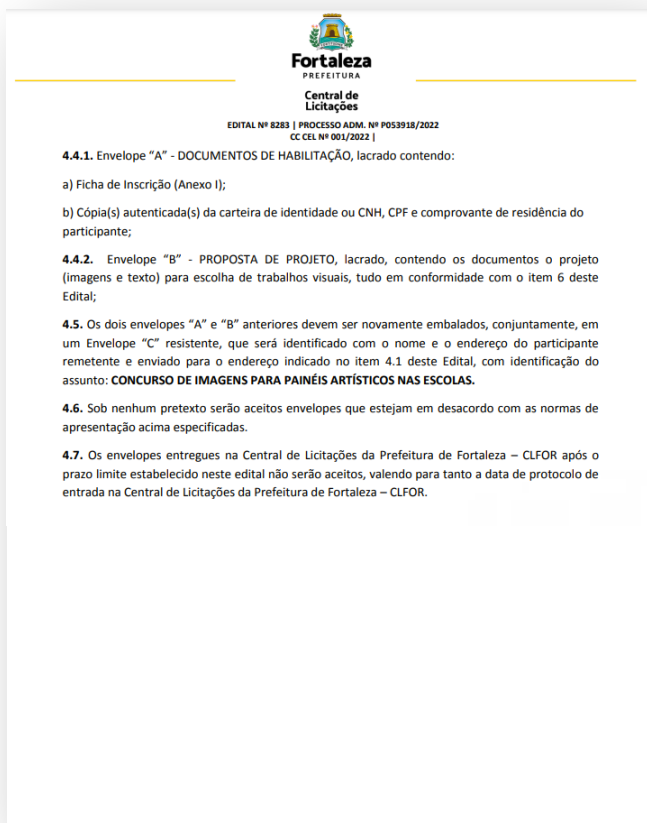 Fortaleza
PREFEITURA
Central de
Licitações
EDITAL Nº 8283 | PROCESSO ADM. Nº P053918/2022
CC CEL Nº 001/2022 |
4.4.1. Envelope “A” - DOCUMENTOS DE HABILITAÇÃO, lacrado contendo:
a) Ficha de Inscrição (Anexo I);
b) Cópia(s) autenticada(s) da carteira de identidade ou CNH, CPF e comprovante de residência do
participante;
4.4.2. Envelope “B” - PROPOSTA DE PROJETO, lacrado, contendo os documentos o projeto
(imagens e texto) para escolha de trabalhos visuais, tudo em conformidade com o item 6 deste
Edital;
4.5. Os dois envelopes “A” e “B” anteriores devem ser novamente embalados, conjuntamente, em
um Envelope “C” resistente, que será identificado com o nome e o endereço do participante
remetente e enviado para o endereço indicado no item 4.1 deste Edital, com identificação do
assunto: CONCURSO DE IMAGENS PARA PAINÉIS ARTÍSTICOS NAS ESCOLAS.
4.6. Sob nenhum pretexto serão aceitos envelopes que estejam em desacordo com as normas de
apresentação acima especificadas.
4.7. Os envelopes entregues na Central de Licitações da Prefeitura de Fortaleza – CLFOR após o
prazo limite estabelecido neste edital não serão aceitos, valendo para tanto a data de protocolo de
entrada na Central de Licitações da Prefeitura de Fortaleza – CLFOR.